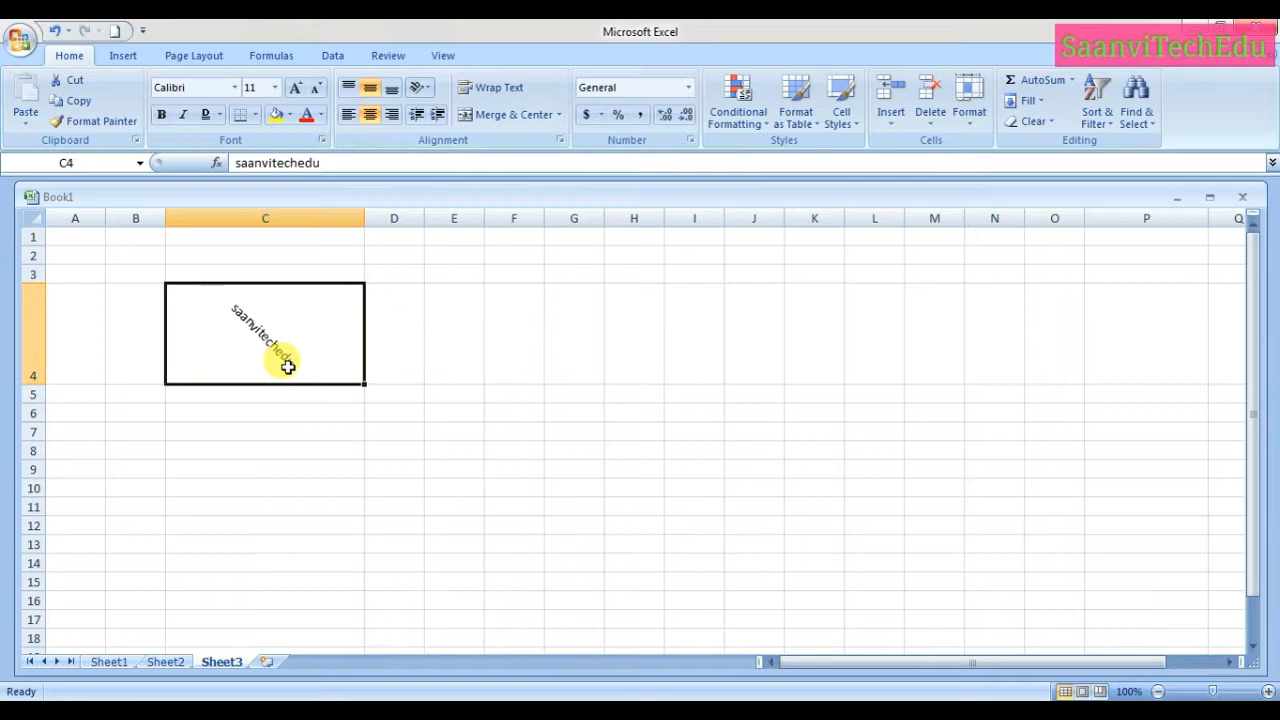 Microsoft Excel
SaanviTechEdu
Home Insert Page Layout Formulas Data Review View
Paste
Cut
Copy
Format Painter
Clipboard
Calibri 11
B I D
Font
Wrap Text
Merge & Center
Alignment
General
$ % ,
Number
Conditional Formatting
Format as Table
Cell Styles
Styles
Insert Delete Format
Cells
Σ AutoSum
Fill
Clear
Sort & Filter
Find & Select
Editing
C4 fx saanvitechedu
Book1
A B C D E F G H I J K L M N O P Q
1
2
3
4 saanvitechedu
5
6
7
8
9
10
11
12
13
14
15
16
17
18
Sheet1 Sheet2 Sheet3
Ready 100%